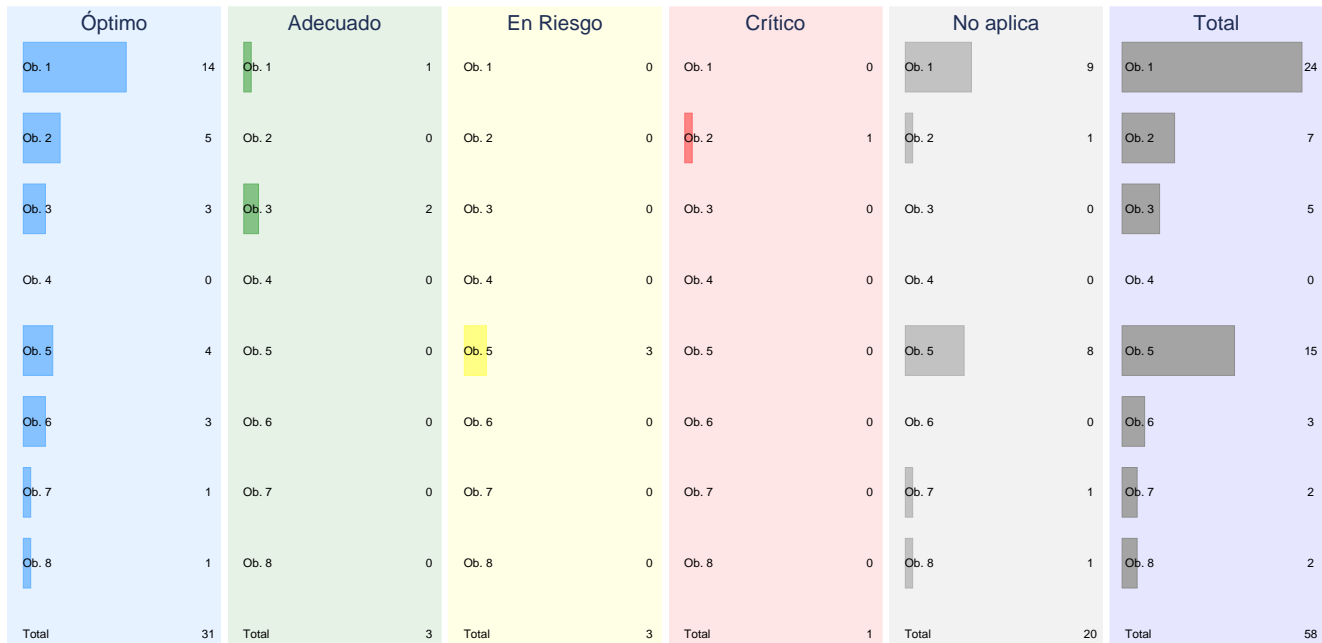 Óptimo Adecuado En Riesgo Crítico No aplica Total
Ob. 1 14 Ob. 1 1 Ob. 1 0 Ob. 1 0 Ob. 1 9 Ob. 1 24
Ob. 2 5 Ob. 2 0 Ob. 2 0 Ob. 2 1 Ob. 2 1 Ob. 2 7
Ob. 3 3 Ob. 3 2 Ob. 3 0 Ob. 3 0 Ob. 3 0 Ob. 3 5
Ob. 4 0 Ob. 4 0 Ob. 4 0 Ob. 4 0 Ob. 4 0 Ob. 4 0
Ob. 5 4 Ob. 5 0 Ob. 5 3 Ob. 5 0 Ob. 5 8 Ob. 5 15
Ob. 6 3 Ob. 6 0 Ob. 6 0 Ob. 6 0 Ob. 6 0 Ob. 6 3
Ob. 7 1 Ob. 7 0 Ob. 7 0 Ob. 7 0 Ob. 7 1 Ob. 7 2
Ob. 8 1 Ob. 8 0 Ob. 8 0 Ob. 8 0 Ob. 8 1 Ob. 8 2
Total 31 Total 3 Total 3 Total 1 Total 20 Total 58